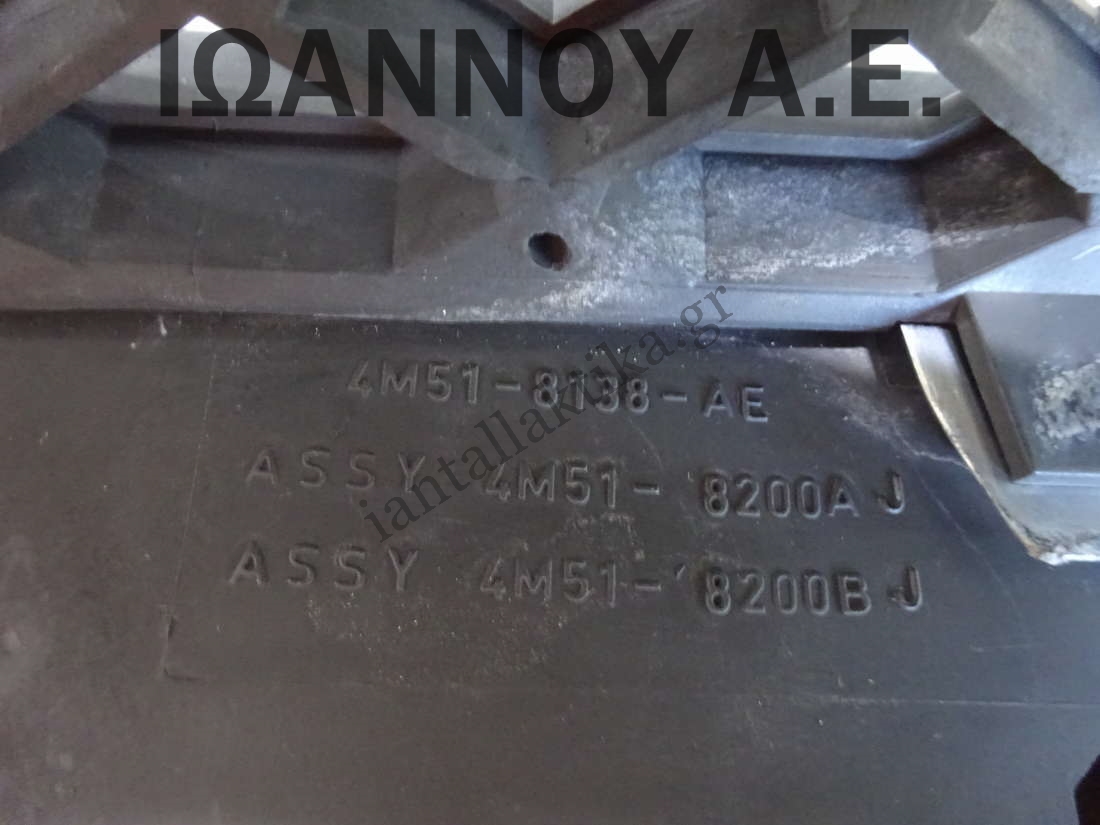 ΙΩΑΝΝΟΥ Α.Ε.
iantallaktika.gr
4M51-8138-AE
ASSY 4M51- 8200A J
ASSY 4M51- 8200B J